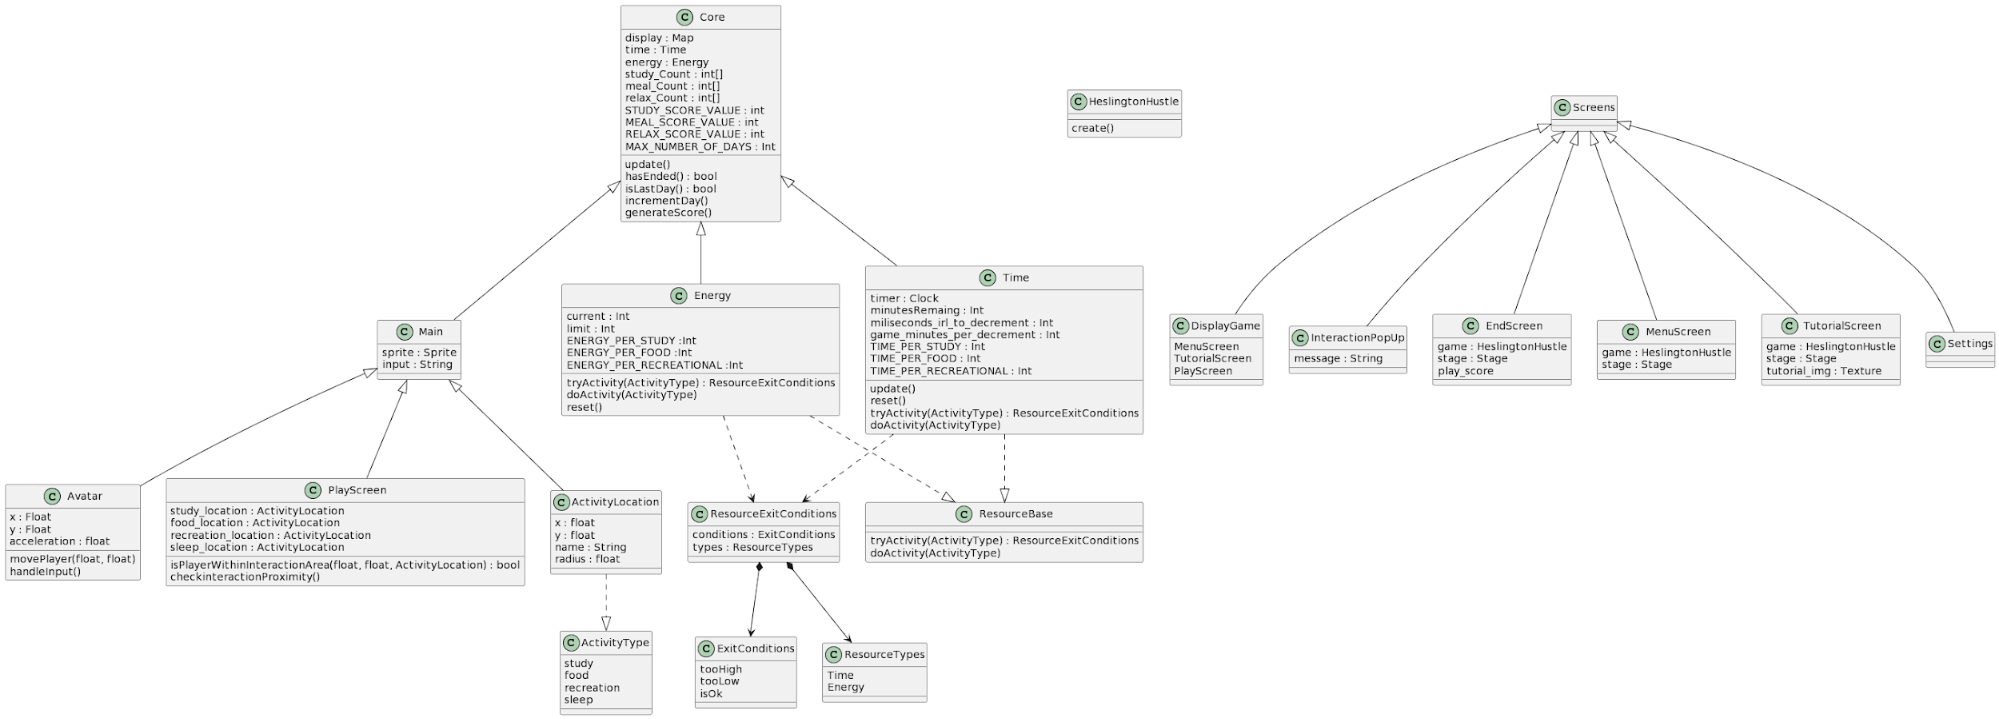 C Core
display : Map
time : Time
energy : Energy
study_Count : int[]
meal_Count : int[]
relax_Count : int[]
STUDY_SCORE_VALUE : int
MEAL_SCORE_VALUE : int
RELAX_SCORE_VALUE : int
MAX_NUMBER_OF_DAYS : Int
update()
hasEnded() : bool
isLastDay() : bool
incrementDay()
generateScore()
C HeslingtonHustle
create()
C Screens
C Main
sprite : Sprite
input : String
C Energy
current : Int
limit : Int
ENERGY_PER_STUDY :Int
ENERGY_PER_FOOD :Int
ENERGY_PER_RECREATIONAL :Int
tryActivity(ActivityType) : ResourceExitConditions
doActivity(ActivityType)
reset()
C Time
timer : Clock
minutesRemaing : Int
miliseconds_irl_to_decrement : Int
game_minutes_per_decrement : Int
TIME_PER_STUDY : Int
TIME_PER_FOOD : Int
TIME_PER_RECREATIONAL : Int
update()
reset()
tryActivity(ActivityType) : ResourceExitConditions
doActivity(ActivityType)
C DisplayGame
MenuScreen
TutorialScreen
PlayScreen
C InteractionPopUp
message : String
C EndScreen
game : HeslingtonHustle
stage : Stage
play_score
C MenuScreen
game : HeslingtonHustle
stage : Stage
C TutorialScreen
game : HeslingtonHustle
stage : Stage
tutorial_img : Texture
C Settings
C Avatar
x : Float
y : Float
acceleration : float
movePlayer(float, float)
handleInput()
C PlayScreen
study_location : ActivityLocation
food_location : ActivityLocation
recreation_location : ActivityLocation
sleep_location : ActivityLocation
isPlayerWithinInteractionArea(float, float, ActivityLocation) : bool
checkinteractionProximity()
C ActivityLocation
x : float
y : float
name : String
radius : float
C ResourceExitConditions
conditions : ExitConditions
types : ResourceTypes
C ResourceBase
tryActivity(ActivityType) : ResourceExitConditions
doActivity(ActivityType)
C ActivityType
study
food
recreation
sleep
C ExitConditions
tooHigh
tooLow
isOk
C ResourceTypes
Time
Energy